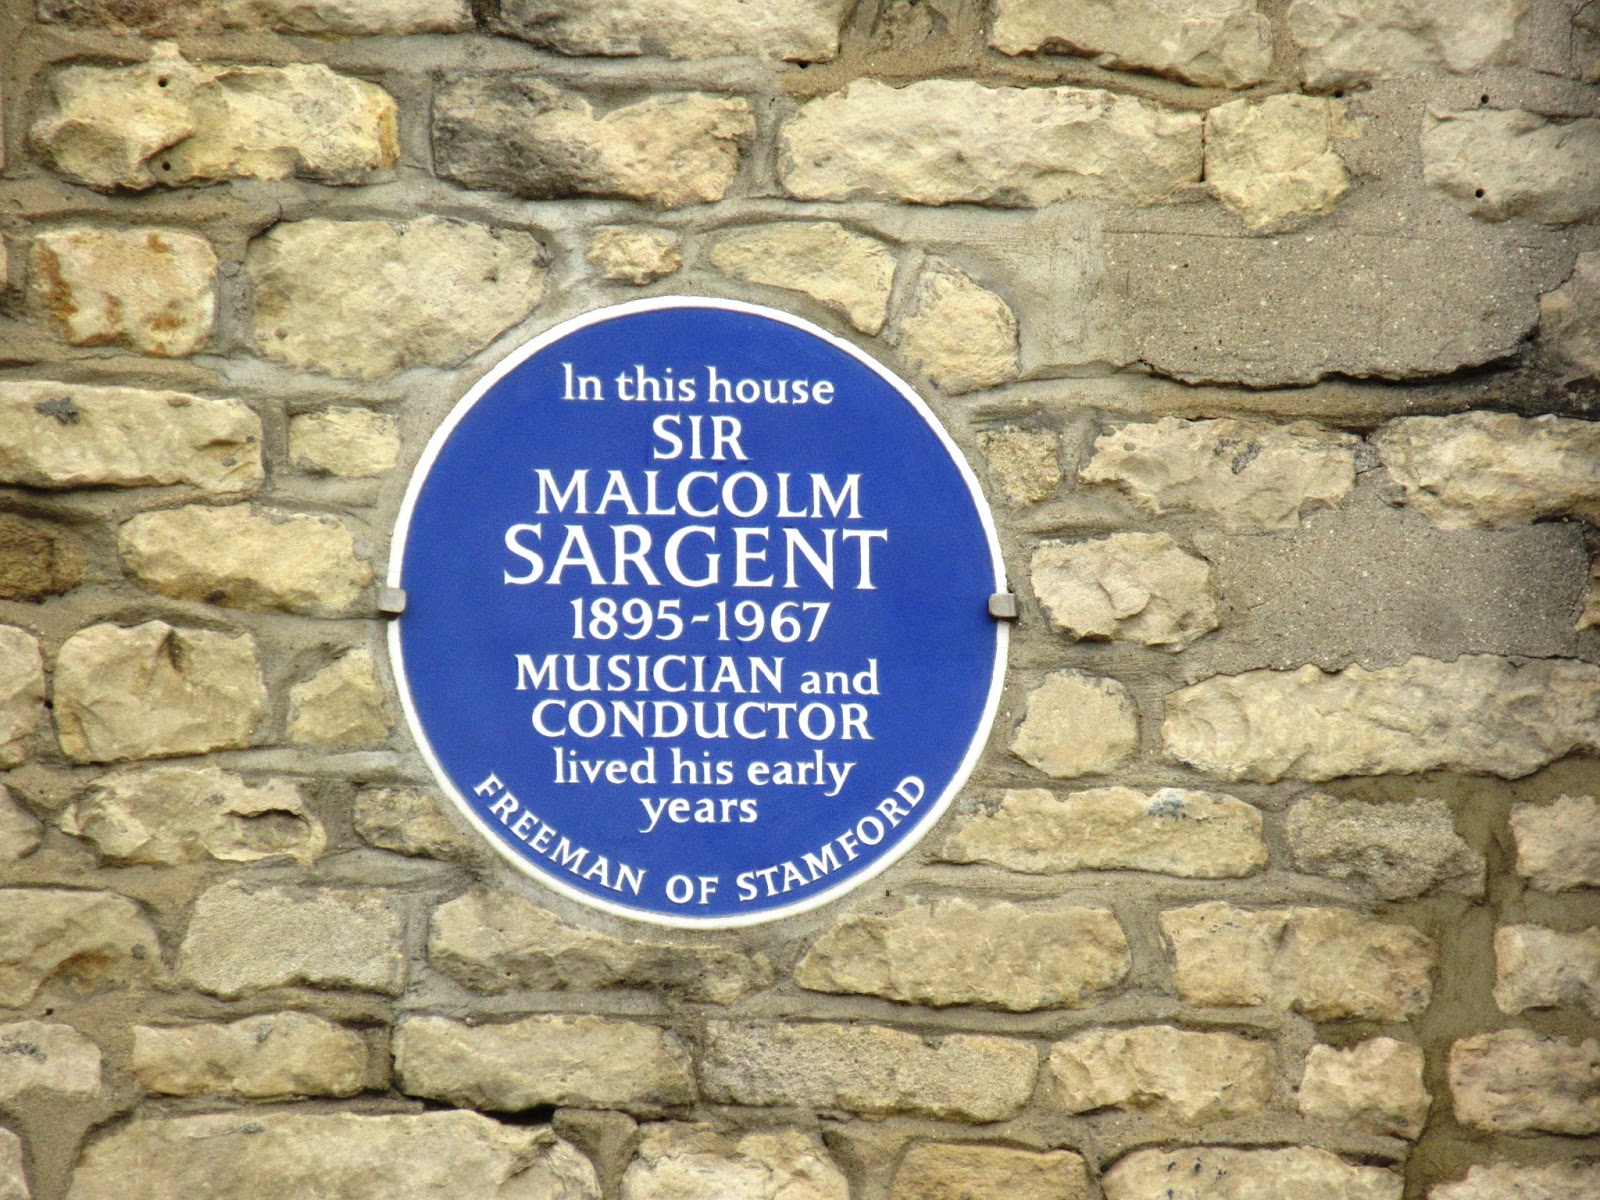 In this house
SIR
MALCOLM
SARGENT
1895-1967
MUSICIAN and
CONDUCTOR
lived his early
years
FREEMAN OF STAMFORD